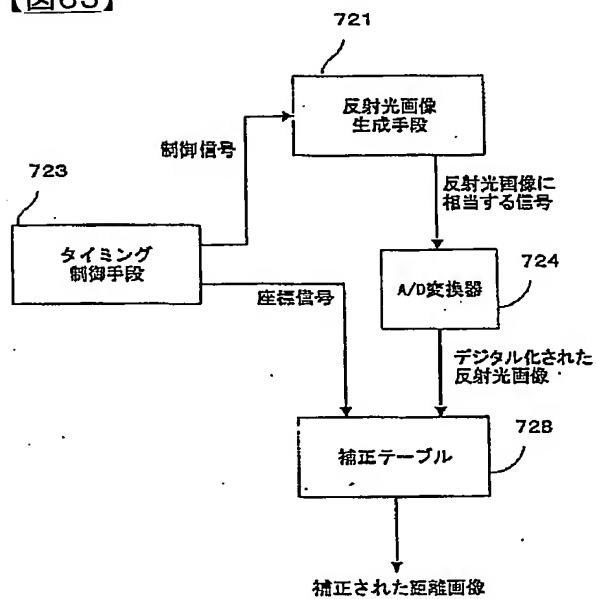 721
反射光画像
生成手段
制御信号
723
反射光画像に
相当する信号
タイミング
制御手段
724
A/D変換器
座標信号
デジタル化された
反射光画像
728
補正テーブル
補正された距離画像